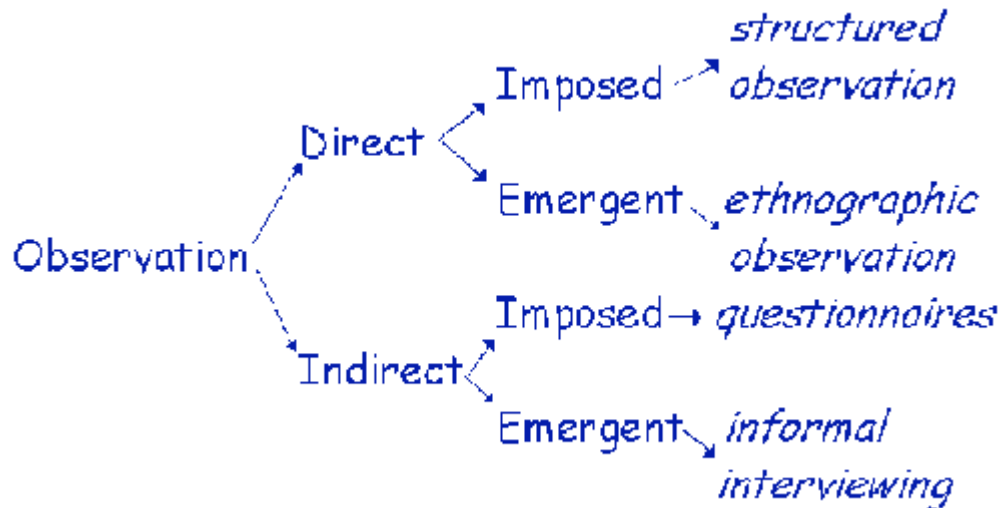 structured
Imposed observation
Direct
Emergent ethnographic
Observation observation
Imposed questionnaires
Indirect
Emergent informal
interviewing